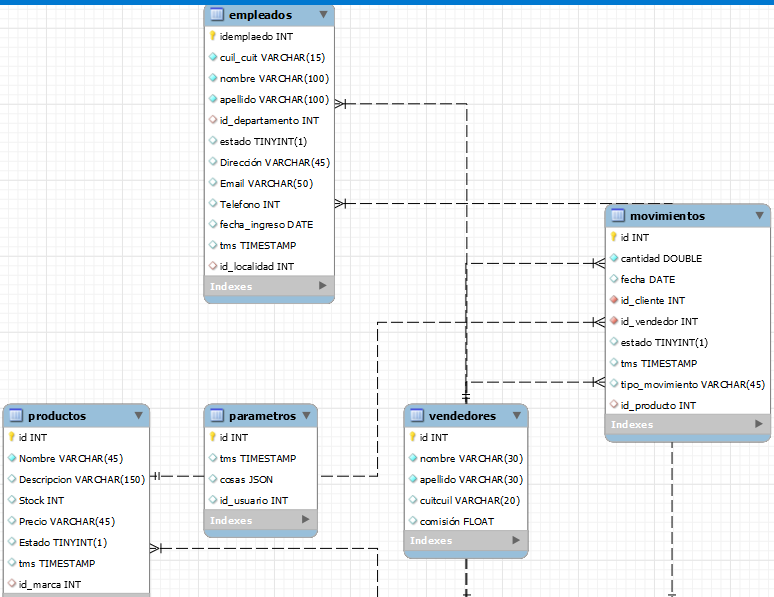 empleados
idemplaedo INT
cuil_cuit VARCHAR(15)
nombre VARCHAR(100)
apellido VARCHAR(100)
id_departamento INT
estado TINYINT(1)
Dirección VARCHAR(45)
Email VARCHAR(50)
Telefono INT
fecha_ingreso DATE
tms TIMESTAMP
id_localidad INT
Indexes
movimientos
id INT
cantidad DOUBLE
fecha DATE
id_cliente INT
id_vendedor INT
estado TINYINT(1)
tms TIMESTAMP
tipo_movimiento VARCHAR(45)
id_producto INT
Indexes
productos
id INT
Nombre VARCHAR(45)
Descripcion VARCHAR(150)
Stock INT
Precio VARCHAR(45)
Estado TINYINT(1)
tms TIMESTAMP
id_marca INT
parametros
id INT
tms TIMESTAMP
cosas JSON
id_usuario INT
Indexes
vendedores
id INT
nombre VARCHAR(30)
apellido VARCHAR(30)
cuitcuil VARCHAR(20)
comisión FLOAT
Indexes